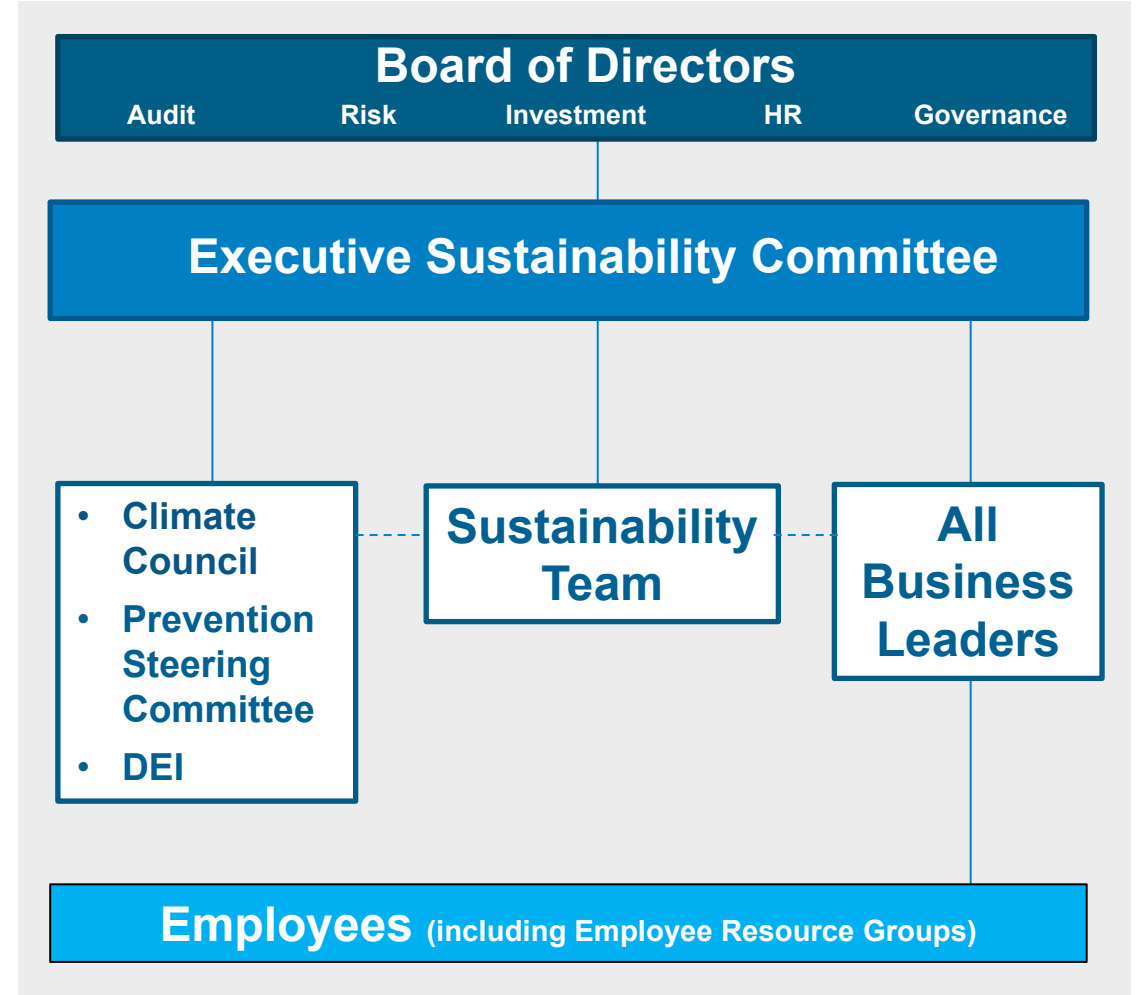 Board of Directors
Audit Risk Investment HR Governance
Executive Sustainability Committee
• Climate
Council
• Prevention
Steering
Committee
• DEI
Sustainability
Team
All
Business
Leaders
Employees (including Employee Resource Groups)